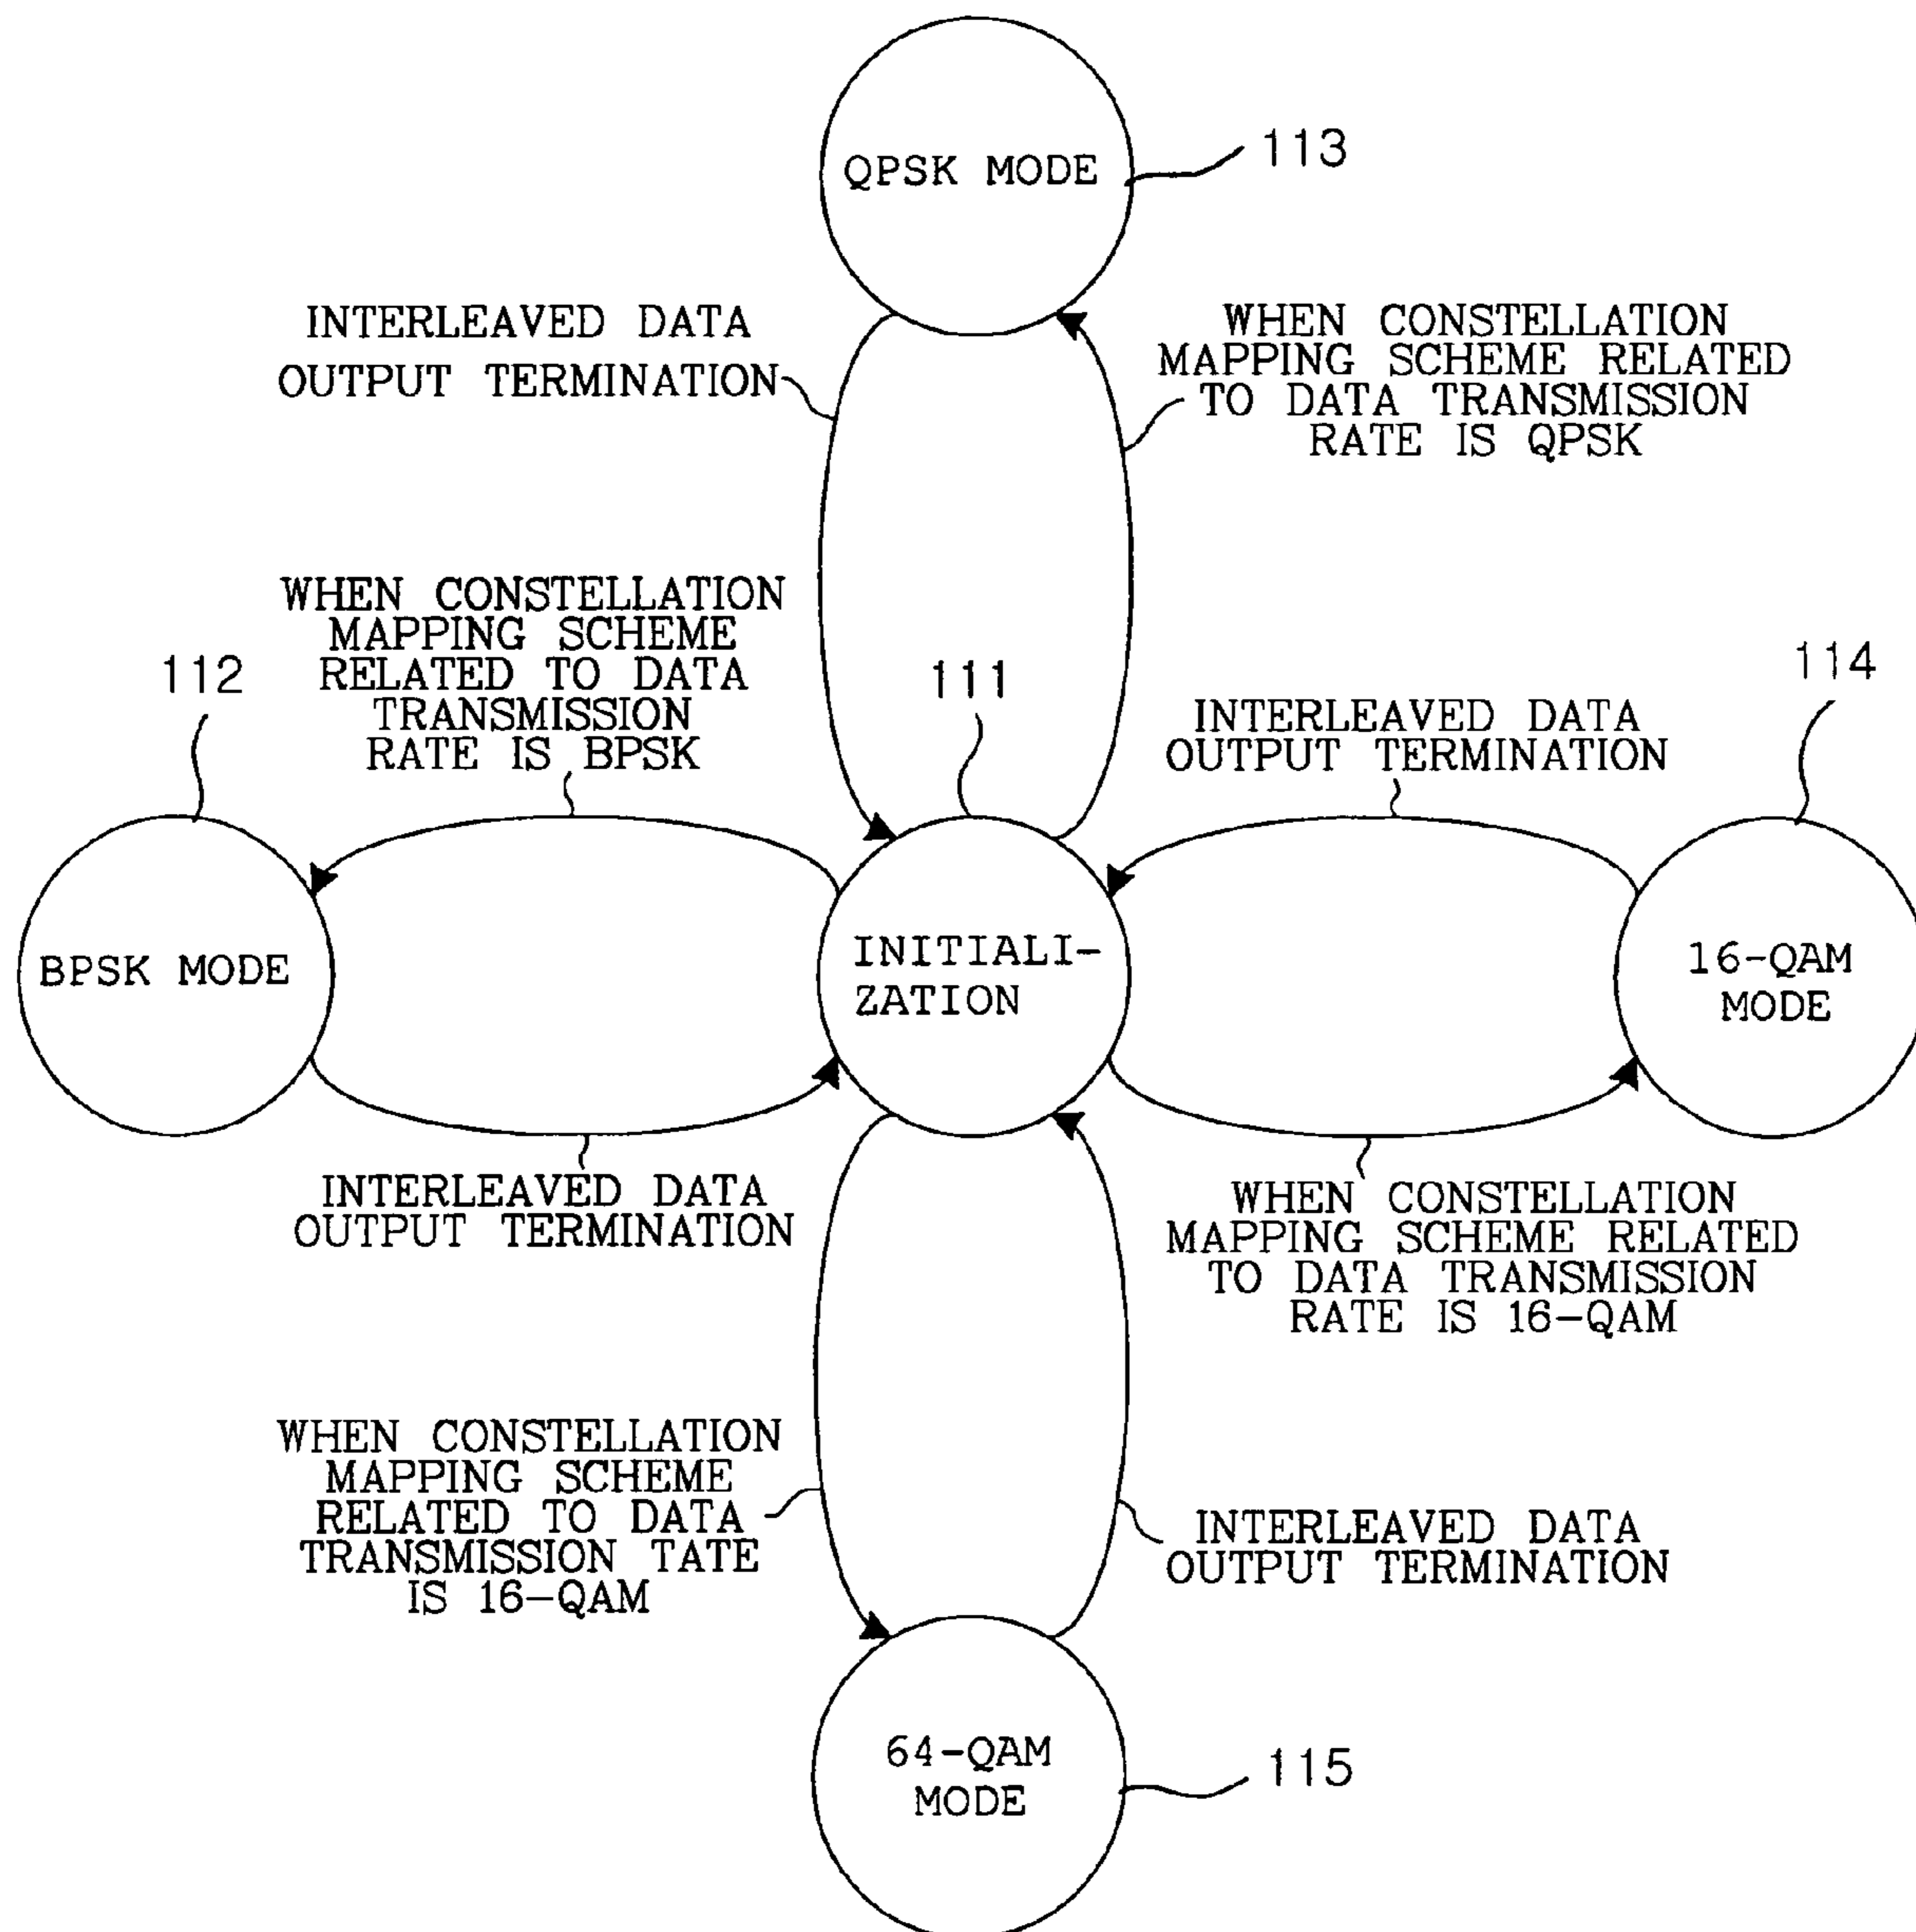 QPSK MODE
113
INTERLEAVED DATA
OUTPUT TERMINATION
WHEN CONSTELLATION
MAPPING SCHEME RELATED
TO DATA TRANSMISSION
RATE IS QPSK
WHEN CONSTELLATION
MAPPING SCHEME
RELATED TO DATA
TRANSMISSION
RATE IS BPSK
112
111
114
INTERLEAVED DATA
OUTPUT TERMINATION
BPSK MODE
INITIALI-
ZATION
16-QAM
MODE
INTERLEAVED DATA
OUTPUT TERMINATION
WHEN CONSTELLATION
MAPPING SCHEME RELATED
TO DATA TRANSMISSION
RATE IS 16-QAM
WHEN CONSTELLATION
MAPPING SCHEME
RELATED TO DATA
TRANSMISSION TATE
IS 16-QAM
INTERLEAVED DATA
OUTPUT TERMINATION
64-QAM
MODE
115